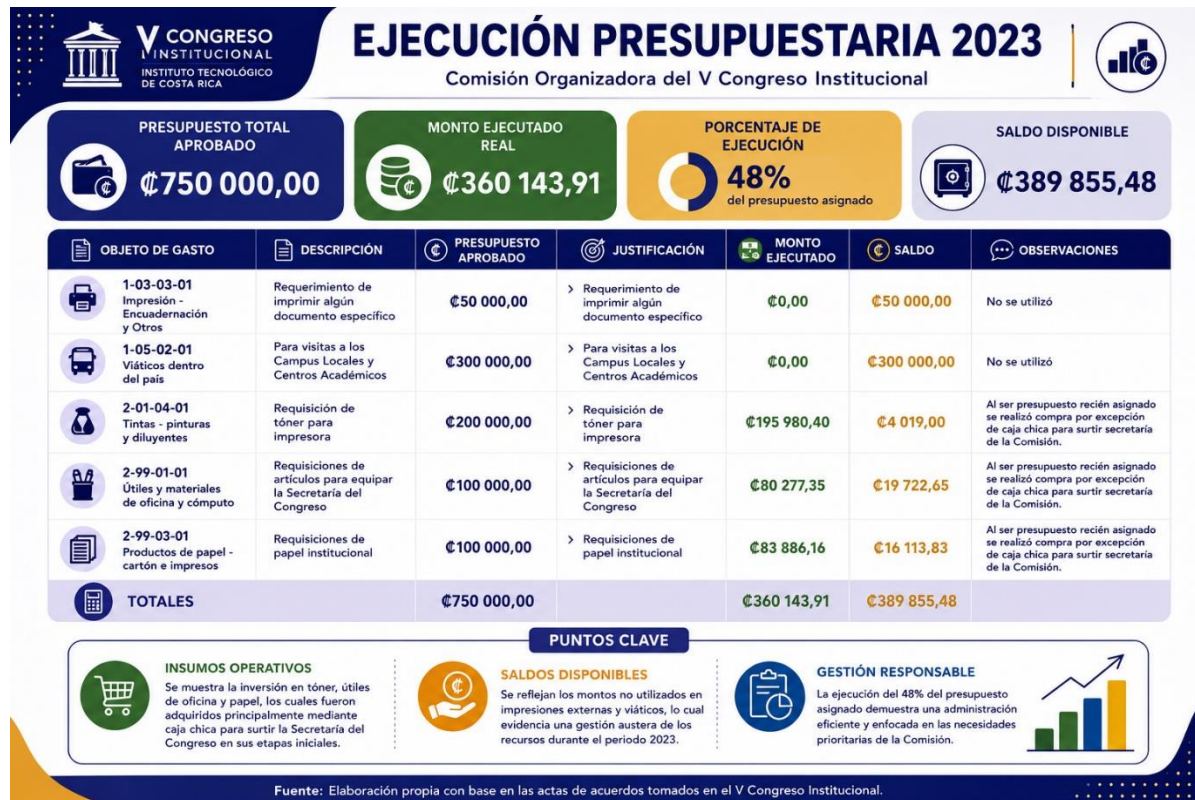 V CONGRESO
INSTITUCIONAL
INSTITUTO TECNOLÓGICO
DE COSTA RICA
EJECUCIÓN PRESUPUESTARIA 2023
Comisión Organizadora del V Congreso Institucional
PRESUPUESTO TOTAL
APROBADO
₡750 000,00
MONTO EJECUTADO
REAL
₡360 143,91
PORCENTAJE DE
EJECUCIÓN
48%
del presupuesto asignado
SALDO DISPONIBLE
₡389 855,48
OBJETO DE GASTO
DESCRIPCIÓN
PRESUPUESTO
APROBADO
JUSTIFICACIÓN
MONTO
EJECUTADO
SALDO
OBSERVACIONES
1-03-03-01
Impresión -
Encuadernación
y Otros
Requerimiento de
imprimir algún
documento específico
₡50 000,00
> Requerimiento de
imprimir algún
documento específico
₡0,00
₡50 000,00
No se utilizó
1-05-02-01
Viáticos dentro
del país
Para visitas a los
Campus Locales y
Centros Académicos
₡300 000,00
> Para visitas a los
Campus Locales y
Centros Académicos
₡0,00
₡300 000,00
No se utilizó
2-01-04-01
Tintas - pinturas
y diluyentes
Requisición de
tóner para
impresora
₡200 000,00
> Requisición de
tóner para
impresora
₡195 980,40
₡4 019,00
Al ser presupuesto recién asignado
se realizó compra por excepción
de caja chica para surtir secretaría
de la Comisión.
2-99-01-01
Útiles y materiales
de oficina y cómputo
Requisiciones de
artículos para equipar
la Secretaría del
Congreso
₡100 000,00
> Requisiciones de
artículos para equipar
la Secretaría del
Congreso
₡80 277,35
₡19 722,65
Al ser presupuesto recién asignado
se realizó compra por excepción
de caja chica para surtir secretaría
de la Comisión.
2-99-03-01
Productos de papel -
cartón e impresos
Requisiciones de
papel institucional
₡100 000,00
> Requisiciones de
papel institucional
₡83 886,16
₡16 113,83
Al ser presupuesto recién asignado
se realizó compra por excepción
de caja chica para surtir secretaría
de la Comisión.
TOTALES
₡750 000,00
₡360 143,91
₡389 855,48
PUNTOS CLAVE
INSUMOS OPERATIVOS
Se muestra la inversión en tóner, útiles
de oficina y papel, los cuales fueron
adquiridos principalmente mediante
caja chica para surtir la Secretaría del
Congreso en sus etapas iniciales.
SALDOS DISPONIBLES
Se reflejan los montos no utilizados en
impresiones externas y viáticos, lo cual
evidencia una gestión austera de los
recursos durante el periodo 2023.
GESTIÓN RESPONSABLE
La ejecución del 48% del presupuesto
asignado demuestra una administración
eficiente y enfocada en las necesidades
prioritarias de la Comisión.
Fuente: Elaboración propia con base en las actas de acuerdos tomados en el V Congreso Institucional.